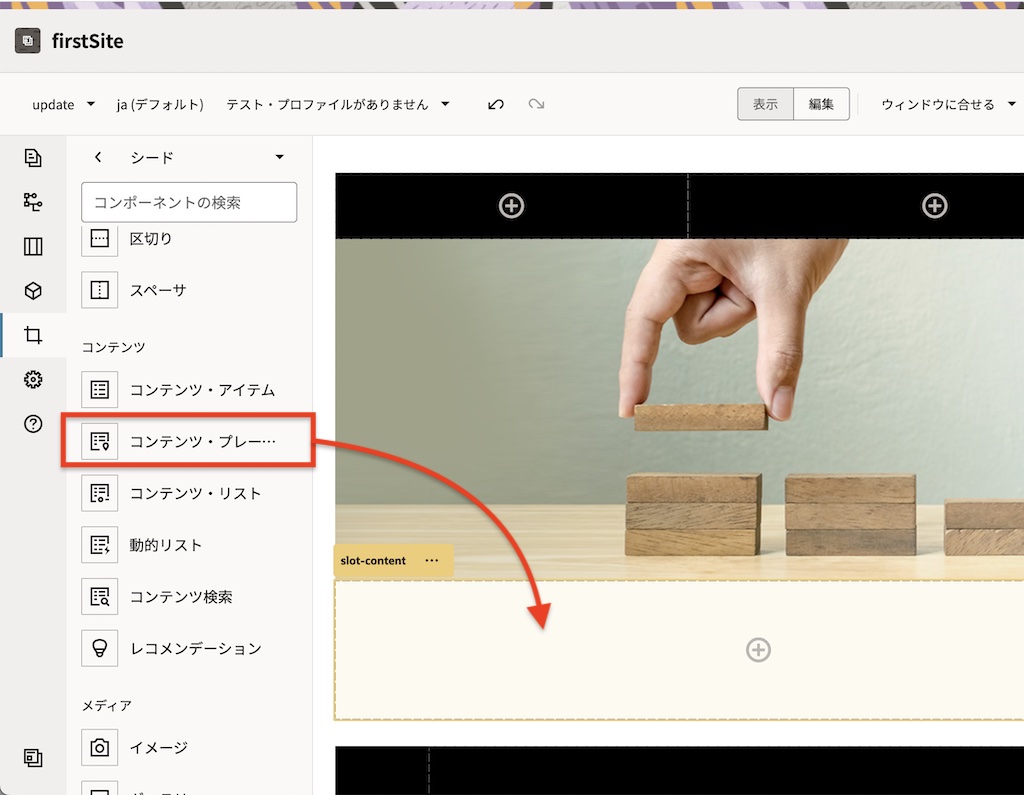 firstSite
update
ja (デフォルト)
テスト・プロファイルがありません
表示
編集
ウィンドウに合せる
シード
コンポーネントの検索
区切り
スペーサ
コンテンツ
コンテンツ・アイテム
コンテンツ・プレー…
コンテンツ・リスト
動的リスト
コンテンツ検索
レコメンデーション
メディア
イメージ
slot-content